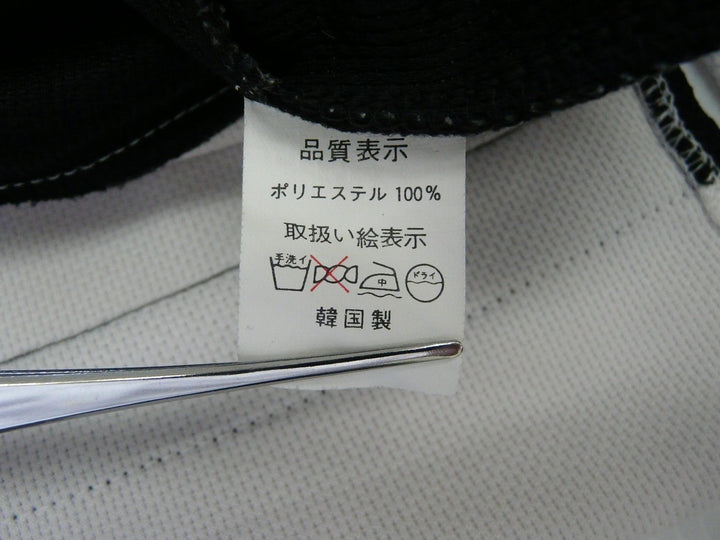 品質表示
ポリエステル 100%
取扱い絵表示
手洗イ 中 ドライ
韓国製